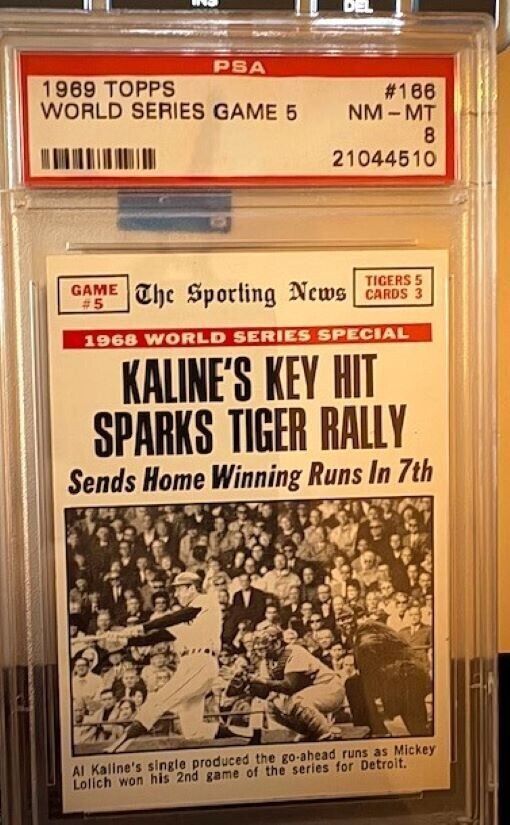 INS
DEL
PSA
1969 TOPPS #166
WORLD SERIES GAME 5 NM - MT
8
21044510
GAME #5
The Sporting News
TIGERS 5
CARDS 3
1968 WORLD SERIES SPECIAL
KALINE'S KEY HIT
SPARKS TIGER RALLY
Sends Home Winning Runs In 7th
Al Kaline's single produced the go-ahead runs as Mickey
Lolich won his 2nd game of the series for Detroit.